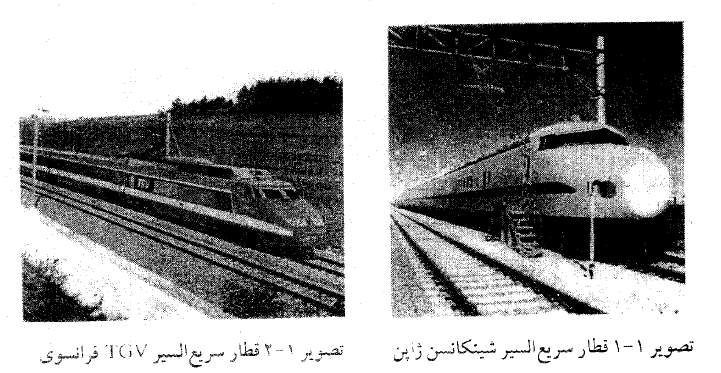 تصویر ۱-۱ قطار سریع‌السیر شینکانسن ژاپن
تصویر ۱-۲ قطار سریع‌السیر TGV فرانسوی